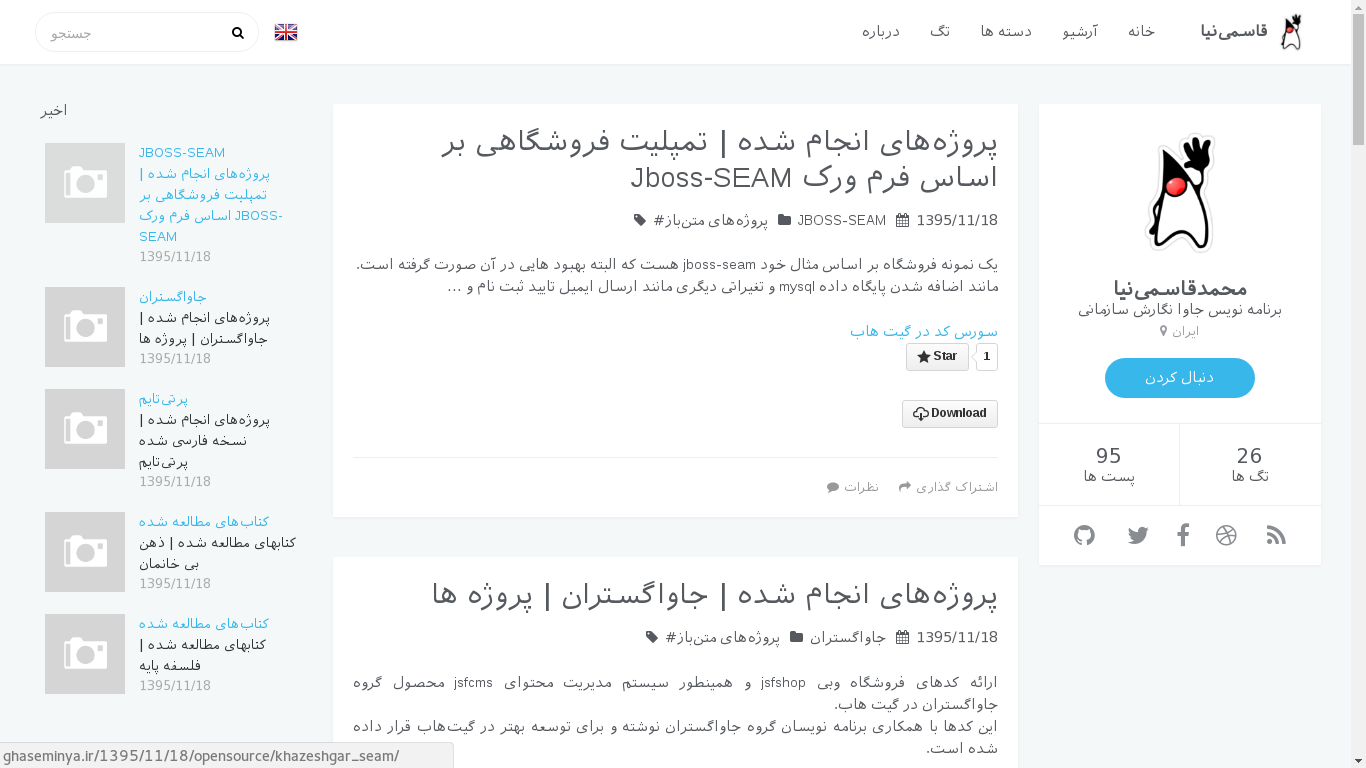 قاسمی‌نیا
خانه
آرشیو
دسته ها
تگ
درباره
جستجو
محمدقاسمی‌نیا
برنامه نویس جاوا نگارش سازمانی
ایران
دنبال کردن
26
تگ ها
95
پست ها
پروژه‌های انجام شده | تمپلیت فروشگاهی بر
اساس فرم ورک Jboss-SEAM
1395/11/18 JBOSS-SEAM پروژه‌های متن‌باز#
یک نمونه فروشگاه بر اساس مثال خود jboss-seam هست که البته بهبود هایی در آن صورت گرفته است.
مانند اضافه شدن پایگاه داده mysql و تغیراتی دیگری مانند ارسال ایمیل تایید ثبت نام و …
سورس کد در گیت هاب
Star 1
Download
اشتراک گذاری نظرات
پروژه‌های انجام شده | جاواگستران | پروژه ها
1395/11/18 جاواگستران پروژه‌های متن‌باز#
ارائه کدهای فروشگاه وبی jsfshop و همینطور سیستم مدیریت محتوای jsfcms محصول گروه
جاواگستران در گیت هاب.
این کدها با همکاری برنامه نویسان گروه جاواگستران نوشته و برای توسعه بهتر در گیت‌هاب قرار داده
شده است.
اخیر
JBOSS-SEAM
پروژه‌های انجام شده |
تمپلیت فروشگاهی بر
اساس فرم ورک JBOSS-
SEAM
1395/11/18
جاواگستران
پروژه‌های انجام شده |
جاواگستران | پروژه ها
1395/11/18
پرتی‌تایم
پروژه‌های انجام شده |
نسخه فارسی شده
پرتی‌تایم
1395/11/18
کتاب‌های مطالعه شده
کتابهای مطالعه شده | ذهن
بی خانمان
1395/11/18
کتاب‌های مطالعه شده
کتابهای مطالعه شده |
فلسفه پایه
1395/11/18
ghaseminya.ir/1395/11/18/opensource/khazeshgar_seam/